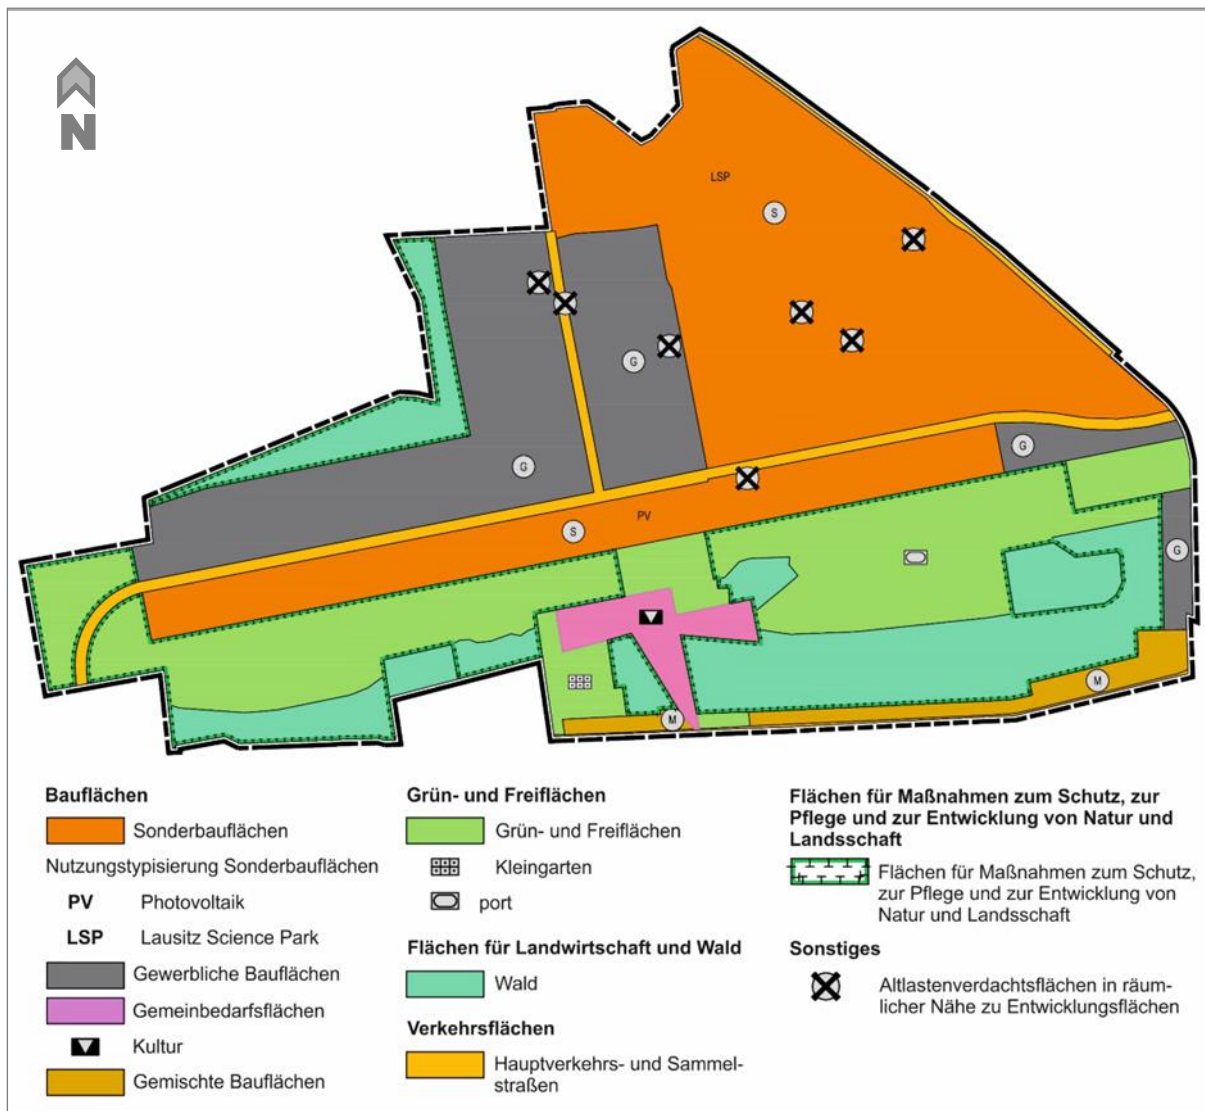 N
LSP
S
G
G
G
PV
S
G
M
M
Bauflächen
Sonderbauflächen
Nutzungstypisierung Sonderbauflächen
PV Photovoltaik
LSP Lausitz Science Park
Gewerbliche Bauflächen
Gemeinbedarfsflächen
Kultur
Gemischte Bauflächen
Grün- und Freiflächen
Grün- und Freiflächen
Kleingarten
port
Flächen für Landwirtschaft und Wald
Wald
Verkehrsflächen
Hauptverkehrs- und Sammel-
straßen
Flächen für Maßnahmen zum Schutz, zur
Pflege und zur Entwicklung von Natur und
Landsschaft
Flächen für Maßnahmen zum Schutz,
zur Pflege und zur Entwicklung von
Natur und Landsschaft
Sonstiges
Altlastenverdachtsflächen in räum-
licher Nähe zu Entwicklungsflächen